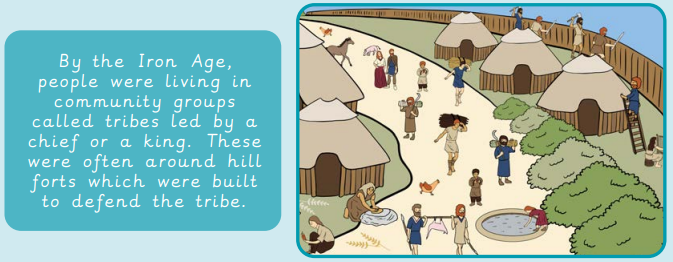 By the Iron Age,
people were living in
community groups
called tribes led by a
chief or a king. These
were often around hill
forts which were built
to defend the tribe.